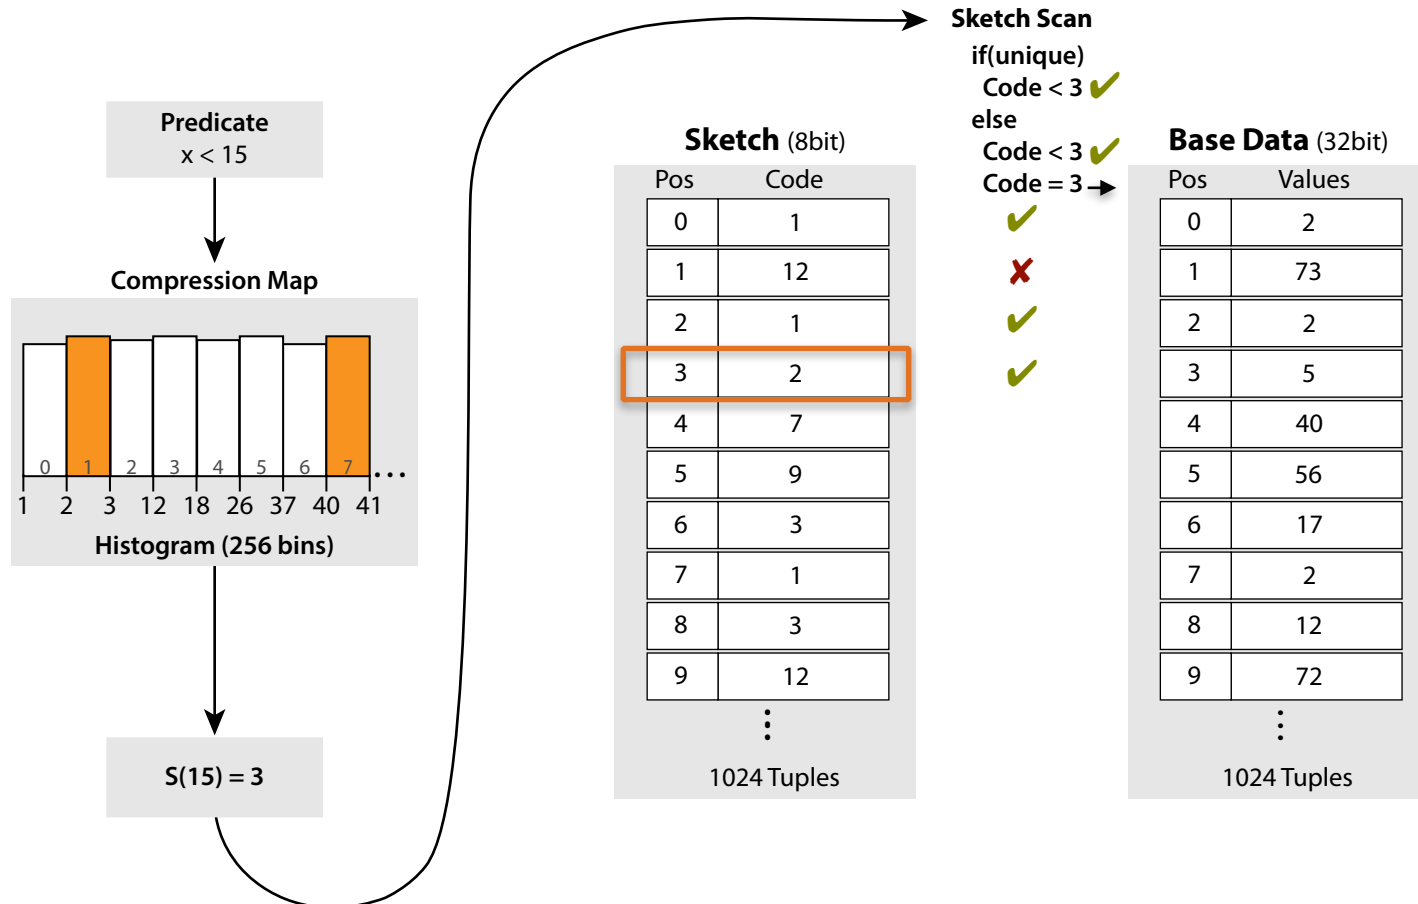 Predicate
x < 15
Compression Map
0 1 2 3 4 5 6 7 ...
1 2 3 12 18 26 37 40 41
Histogram (256 bins)
S(15) = 3
Sketch Scan
if(unique)
Code < 3 ✔
else
Code < 3 ✔
Code = 3
✔
✘
✔
✔
Sketch (8bit)
Pos Code
0 1
1 12
2 1
3 2
4 7
5 9
6 3
7 1
8 3
9 12
⋮
1024 Tuples
Base Data (32bit)
Pos Values
0 2
1 73
2 2
3 5
4 40
5 56
6 17
7 2
8 12
9 72
⋮
1024 Tuples